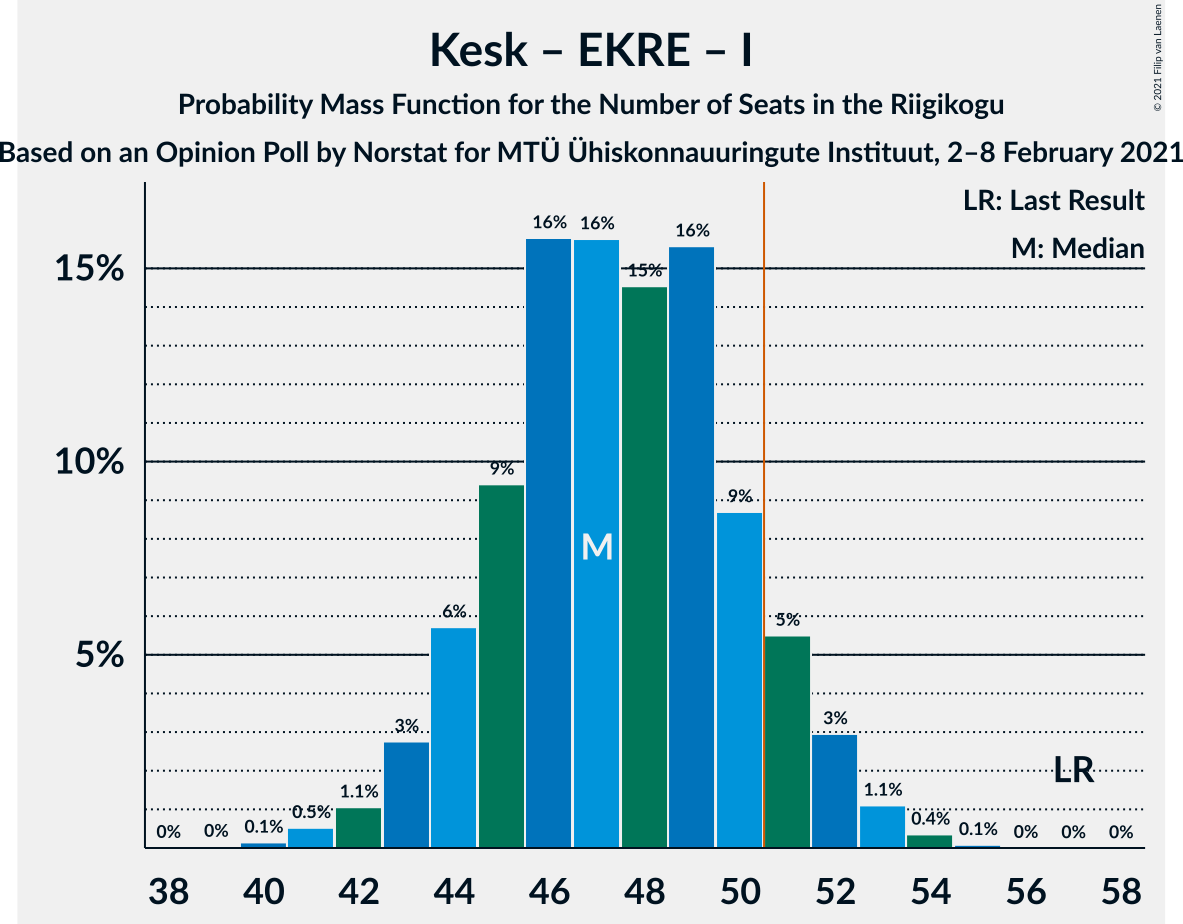 Kesk – EKRE – I
Probability Mass Function for the Number of Seats in the Riigikogu
Based on an Opinion Poll by Norstat for MTÜ Ühiskonnauuringute Instituut, 2–8 February 2021
© 2021 Filip van Laenen
LR: Last Result
M: Median
15%
10%
5%
0%
0%
0.1%
0.5%
1.1%
3%
6%
9%
16%
16%
15%
16%
9%
5%
3%
1.1%
0.4%
0.1%
0%
0%
0%
M
LR
38 40 42 44 46 48 50 52 54 56 58